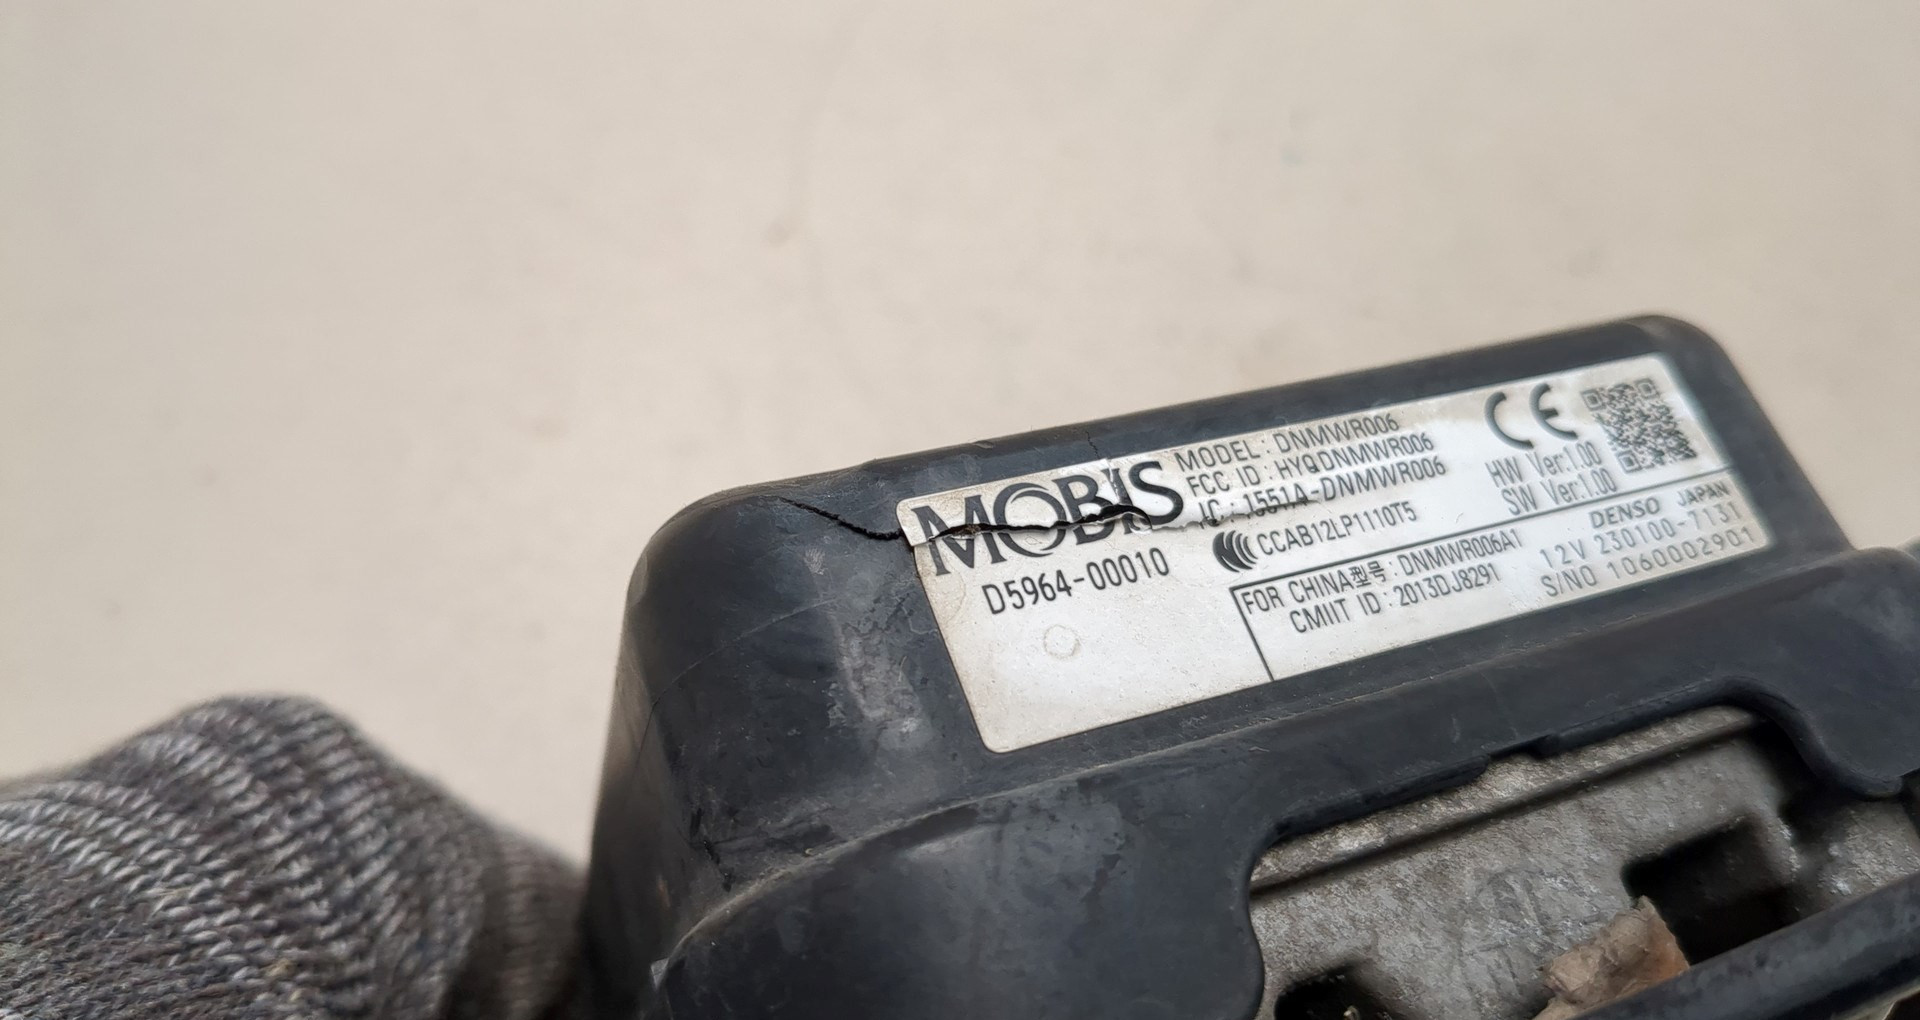 MOBIS
D5964-00010
MODEL : DNMWR006
FCC ID : HYQDNMWR006
IC : 1551A-DNMWR006
CCAB12LP1110T5
CE
HW Ver:1.00
SW Ver:1.00
FOR CHINA型号 : DNMWR006A1
CMIIT ID : 2013DJ8291
DENSO JAPAN
12V 230100-7131
S/NO 1060002901